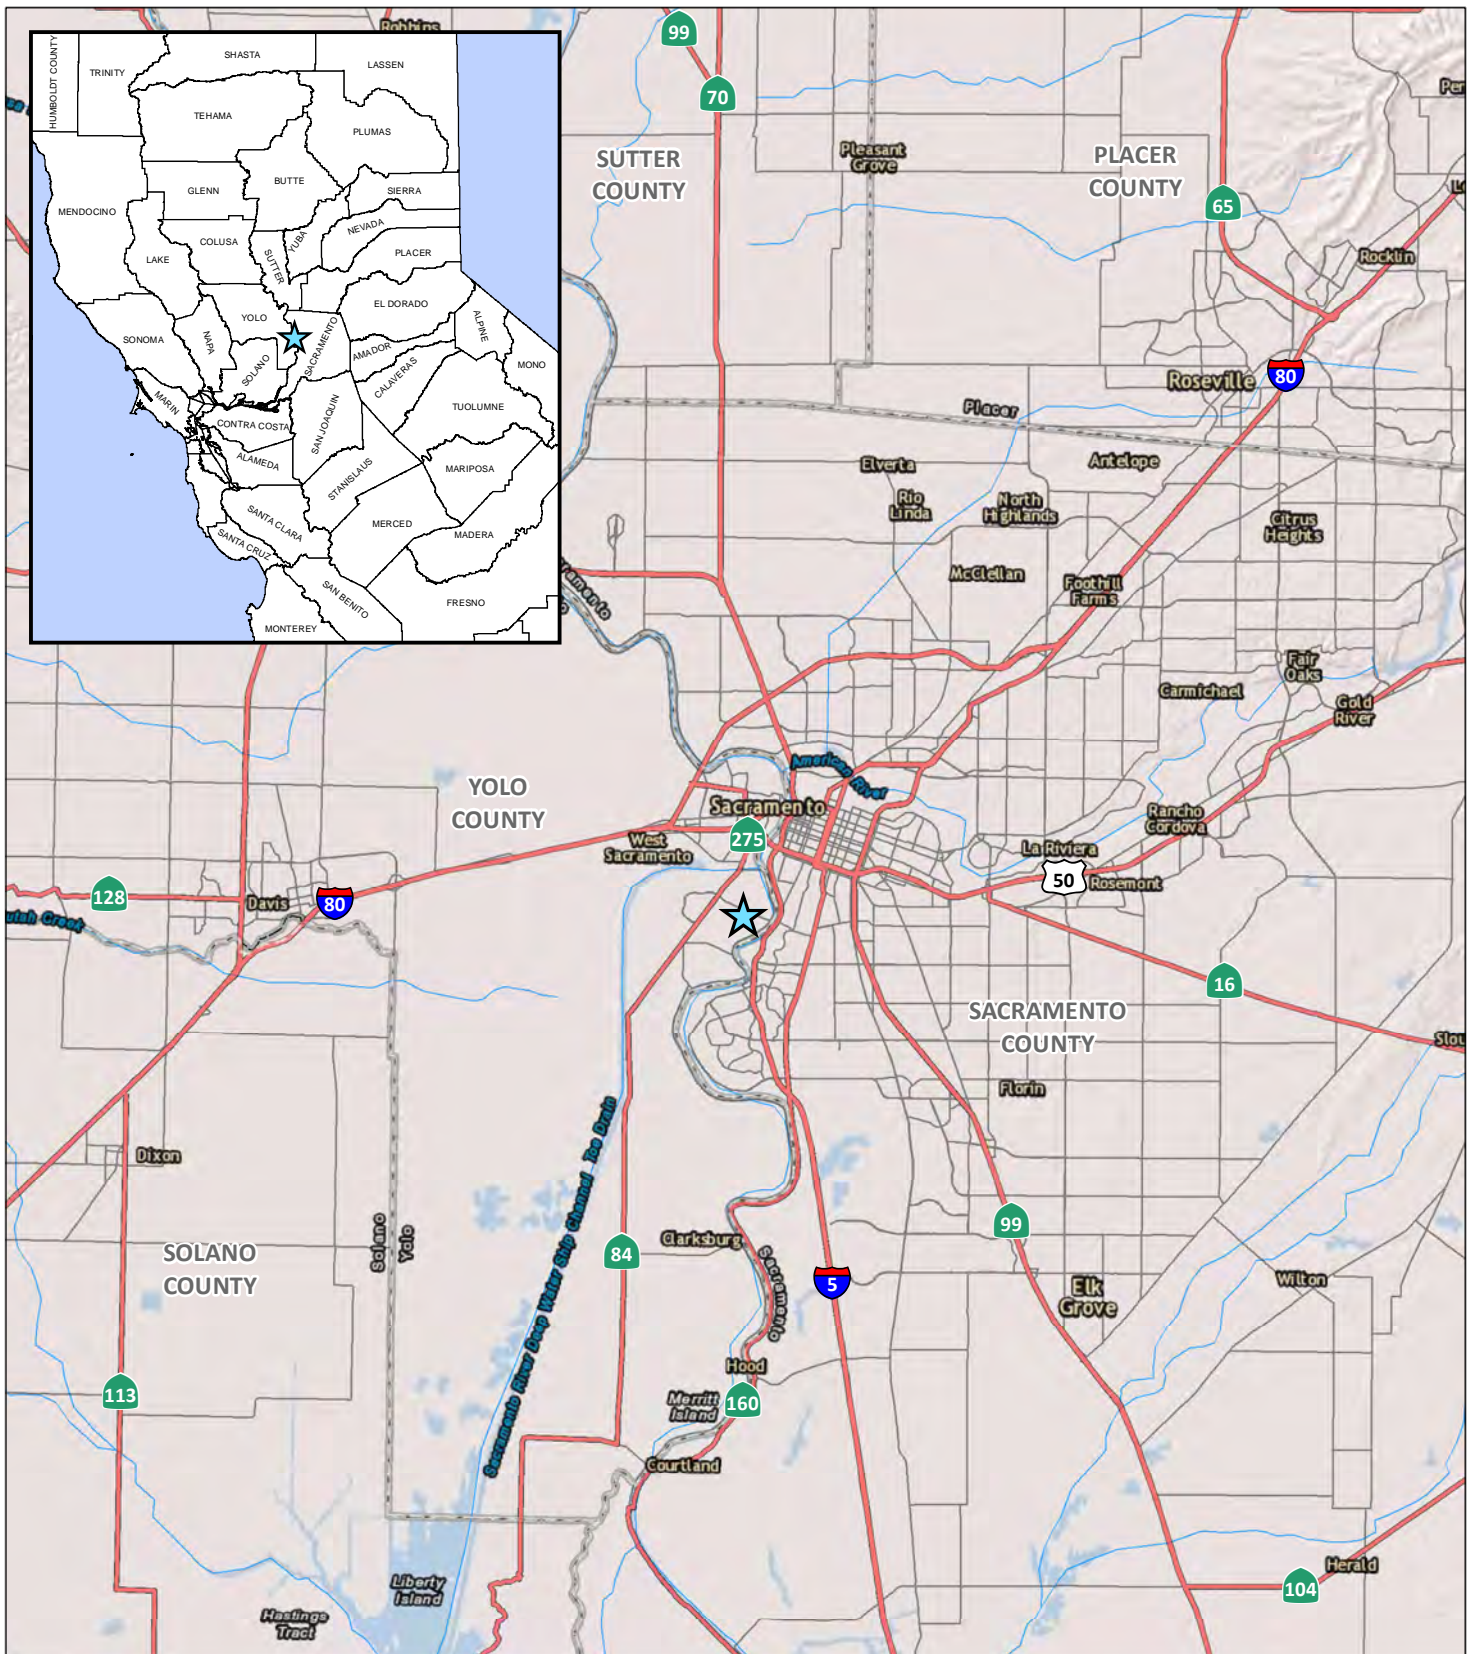 Robbins
99
70
SUTTER
COUNTY
Pleasant
Grove
PLACER
COUNTY
65
Rocklin
80
Roseville
Placer
Elverta
Antelope
Rio
Linda
North
Highlands
Citrus
Heights
McClellan
Foothill
Farms
Fair
Oaks
Carmichael
Gold
River
HUMBOLDT COUNTY
TRINITY
SHASTA
LASSEN
TEHAMA
PLUMAS
GLENN
BUTTE
SIERRA
MENDOCINO
COLUSA
YUBA
NEVADA
LAKE
SUTTER
PLACER
YOLO
EL DORADO
SONOMA
NAPA
SACRAMENTO
ALPINE
SOLANO
AMADOR
CALAVERAS
MONO
MARIN
CONTRA COSTA
SAN JOAQUIN
TUOLUMNE
ALAMEDA
STANISLAUS
MARIPOSA
SANTA CLARA
MERCED
MADERA
SANTA CRUZ
SAN BENITO
FRESNO
MONTEREY
YOLO
COUNTY
American River
Sacramento
275
West
Sacramento
Rancho
Cordova
La Riviera
50
Rosemont
128
Davis
80
utah Creek
16
SACRAMENTO
COUNTY
Slou
Florin
Dixon
Sacramento River Deep Water Ship Channel Toe Drain
Solano
Yolo
SOLANO
COUNTY
84
Clarksburg
Sacramento
99
5
Elk
Grove
Wilton
Hood
113
Merritt
Island
160
Courtland
Liberty
Island
Hastings
Tract
Herald
104